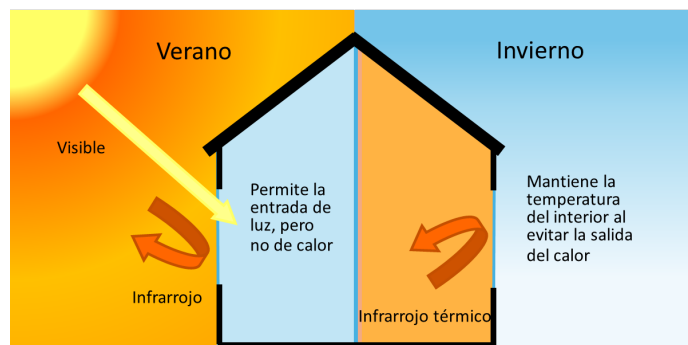 Verano
Invierno
Visible
Permite la
entrada de
luz, pero
no de calor
Mantiene la
temperatura
del interior al
evitar la salida
del calor
Infrarrojo
Infrarrojo térmico